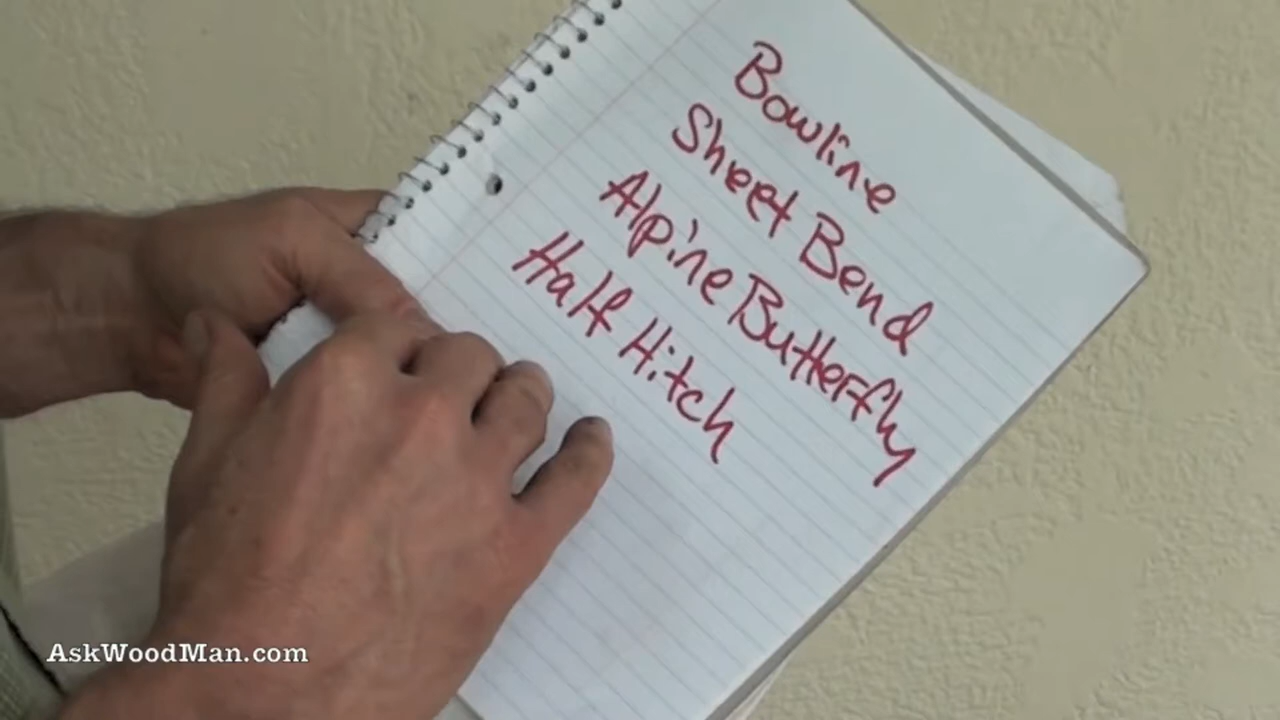 Bowline
Sheet Bend
Alpine Butterfly
Half Hitch
AskWoodMan.com